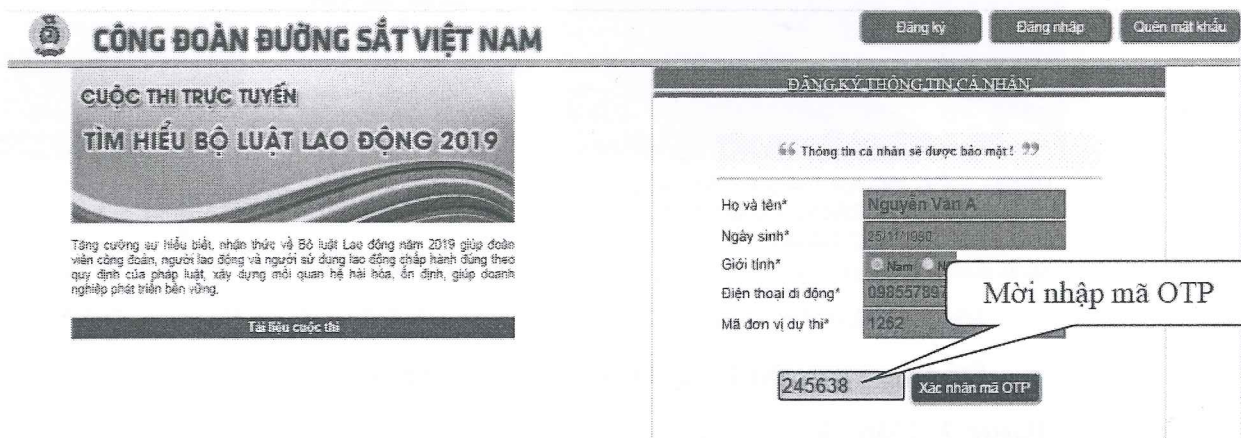 CÔNG ĐOÀN ĐƯỜNG SẮT VIỆT NAM
Đăng ký
Đăng nhập
Quên mật khẩu
CUỘC THI TRỰC TUYẾN
TÌM HIỂU BỘ LUẬT LAO ĐỘNG 2019
Tăng cường sự hiểu biết, nhận thức về Bộ luật Lao động năm 2019 giúp đoàn
viên công đoàn, người lao động và người sử dụng lao động chấp hành đúng theo
quy định của pháp luật, xây dựng mối quan hệ hài hòa, ổn định, giúp doanh
nghiệp phát triển bền vững.
Tài liệu cuộc thi
ĐĂNG KÝ THÔNG TIN CÁ NHÂN
Thông tin cá nhân sẽ được bảo mật !
Họ và tên*
Nguyễn Văn A
Ngày sinh*
25/11/1990
Giới tính*
Nam
Điện thoại di động*
Mã đơn vị dự thi*
1262
Mời nhập mã OTP
245638
Xác nhận mã OTP